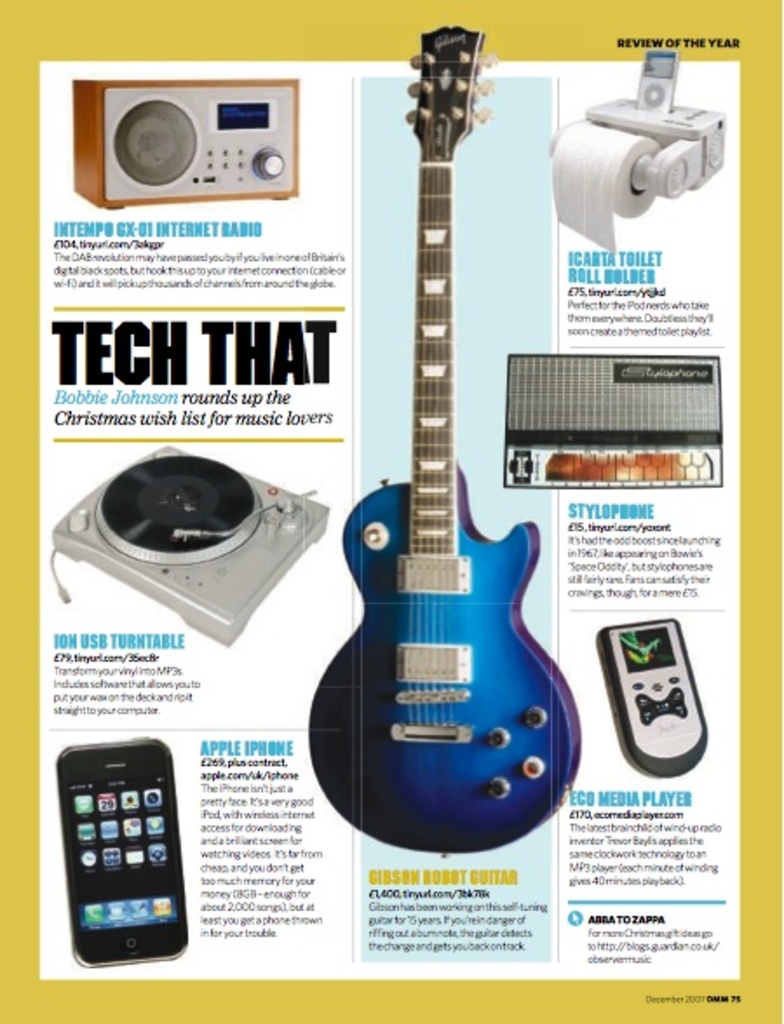 REVIEW OF THE YEAR
INTEMPO GX-01 INTERNET RADIO
£104, tinyurl.com/3akgpr
The DAB revolution may have passed you by if you live in one of Britain's
digital black spots, but hook this up to your internet connection (cable or
wi-fi) and it will pick up thousands of channels from around the globe.
TECH THAT
Bobbie Johnson rounds up the
Christmas wish list for music lovers
ION USB TURNTABLE
£79, tinyurl.com/35ec8r
Transform your vinyl into MP3s.
Includes software that allows you to
put your wax on the deck and rip it
straight to your computer.
APPLE IPHONE
£269, plus contract,
apple.com/uk/iphone
The iPhone isn't just a
pretty face. It's a very good
iPod, with wireless internet
access for downloading
and a brilliant screen for
watching videos. It's far from
cheap, and you don't get
too much memory for your
money (8GB – enough for
about 2,000 songs), but at
least you get a phone thrown
in for your trouble.
Gibson
GIBSON ROBOT GUITAR
£1,400, tinyurl.com/3bk78k
Gibson has been working on this self-tuning
guitar for 15 years. If you're in danger of
riffing out a bum note, the guitar detects
the change and gets you back on track.
ICARTA TOILET
ROLL HOLDER
£75, tinyurl.com/
Perfect for the iPod nerds who take
them everywhere. Doubtless they'll
soon create a themed toilet playlist.
Stylophone
STYLOPHONE
£15, tinyurl.com/yoxont
It's had the odd boost since launching
in 1967, like appearing on Bowie's
'Space Oddity', but stylophones are
still fairly rare. Fans can satisfy their
cravings, though, for a mere £15.
ECO MEDIA PLAYER
£170, ecomediaplayer.com
The latest brainchild of wind-up radio
inventor Trevor Baylis applies the
same clockwork technology to an
MP3 player (each minute of winding
gives 40 minutes playback).
ABBA TO ZAPPA
For more Christmas gift ideas go
to http://blogs.guardian.co.uk/
observermusic
December 2007 OMM 75